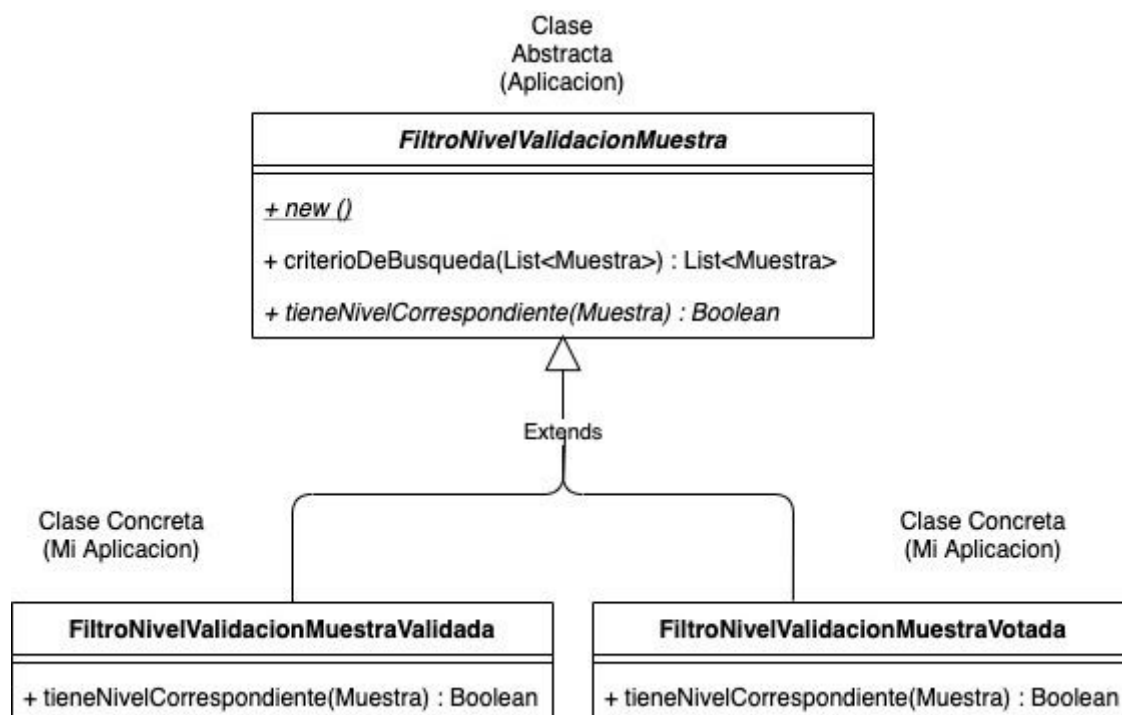 Clase
Abstracta
(Aplicacion)
FiltroNivelValidacionMuestra
+ new ()
+ criterioDeBusqueda(List<Muestra>) : List<Muestra>
+ tieneNivelCorrespondiente(Muestra) : Boolean
Extends
Clase Concreta
(Mi Aplicacion)
Clase Concreta
(Mi Aplicacion)
FiltroNivelValidacionMuestraValidada
+ tieneNivelCorrespondiente(Muestra) : Boolean
FiltroNivelValidacionMuestraVotada
+ tieneNivelCorrespondiente(Muestra) : Boolean